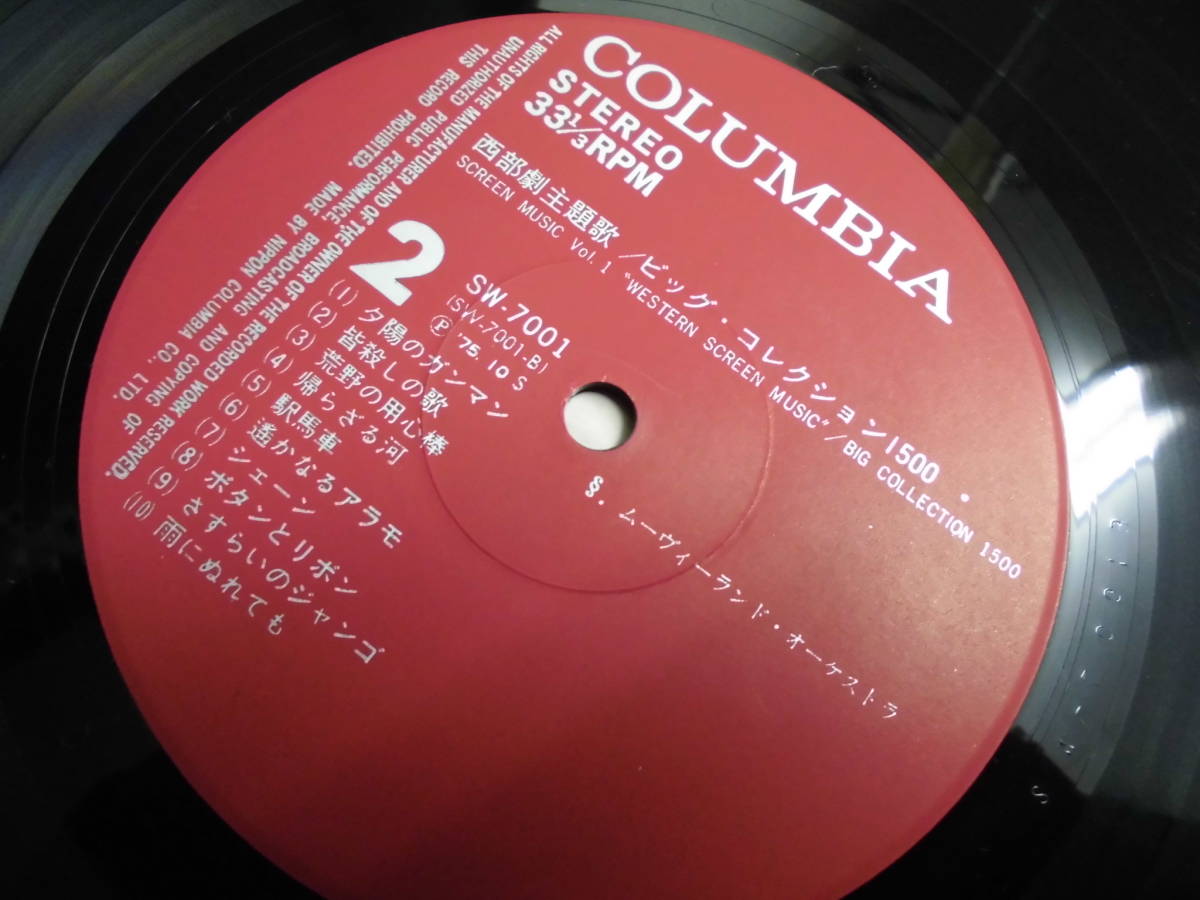 COLUMBIA
STEREO
33⅓RPM
西部劇主題歌／ビッグ・コレクション1500
SCREEN MUSIC Vol. 1 "WESTERN SCREEN MUSIC"/BIG COLLECTION 1500
2
SW-7001
(SW-7001-B)
Ⓟ '75.10 S
§・ムーヴィーランド・オーケストラ
(1) 夕陽のガンマン
(2) 皆殺しの歌
(3) 荒野の用心棒
(4) 帰らざる河
(5) 駅馬車
(6) 遙かなるアラモ
(7) シェーン
(8) ボタンとリボン
(9) さすらいのジャンゴ
(10) 雨にぬれても
ALL RIGHTS OF THE MANUFACTURER AND OF THE OWNER OF THE RECORDED WORK RESERVED.
UNAUTHORIZED PUBLIC PERFORMANCE, BROADCASTING AND COPYING OF
THIS RECORD PROHIBITED. MADE BY NIPPON COLUMBIA CO., LTD.
S